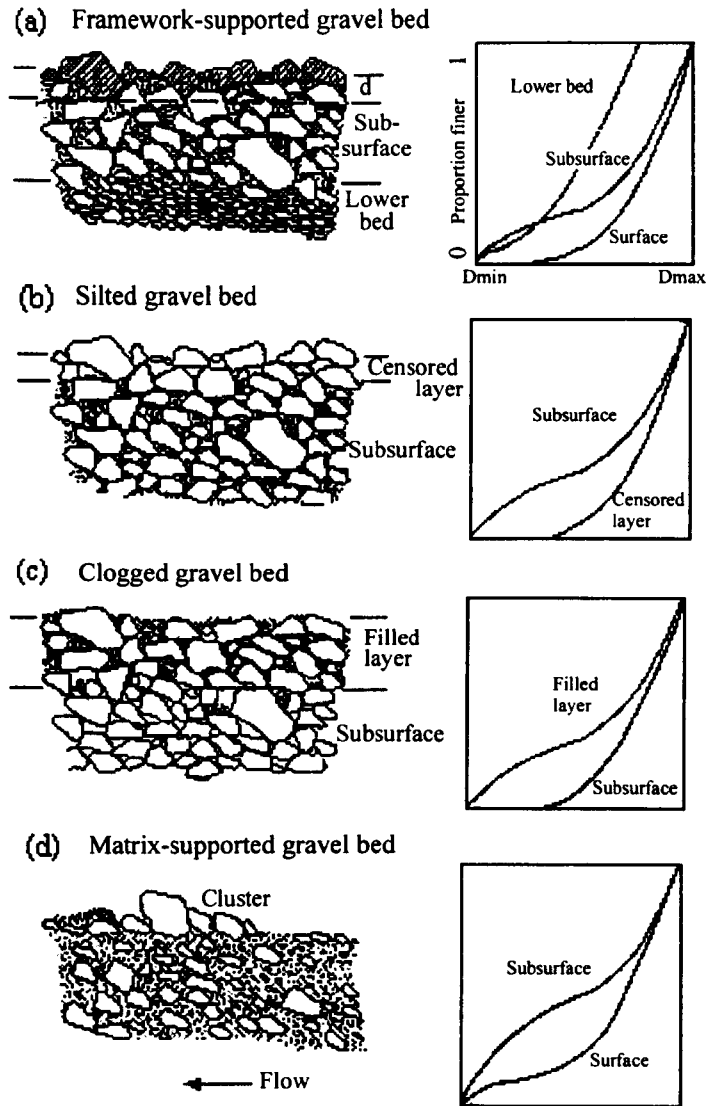 (a) Framework-supported gravel bed
d
Sub-
surface
Lower
bed
1
Proportion finer
0
Lower bed
Subsurface
Surface
Dmin
Dmax
(b) Silted gravel bed
Censored
layer
Subsurface
Subsurface
Censored
layer
(c) Clogged gravel bed
Filled
layer
Subsurface
Filled
layer
Subsurface
(d) Matrix-supported gravel bed
Cluster
Flow
Subsurface
Surface